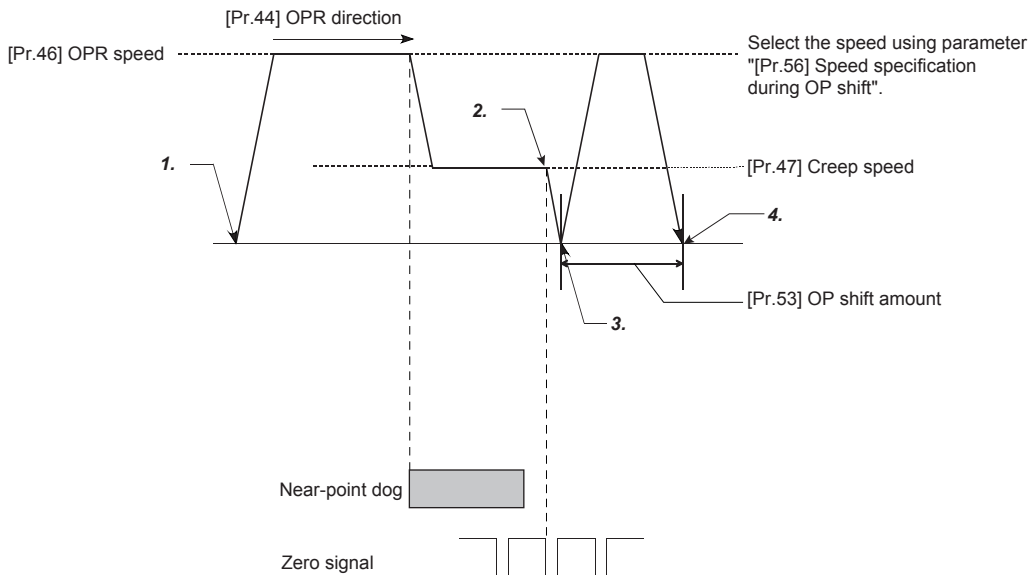 [Pr.44] OPR direction
[Pr.46] OPR speed
Select the speed using parameter
"[Pr.56] Speed specification
during OP shift".
2.
1.
[Pr.47] Creep speed
4.
[Pr.53] OP shift amount
3.
Near-point dog
Zero signal